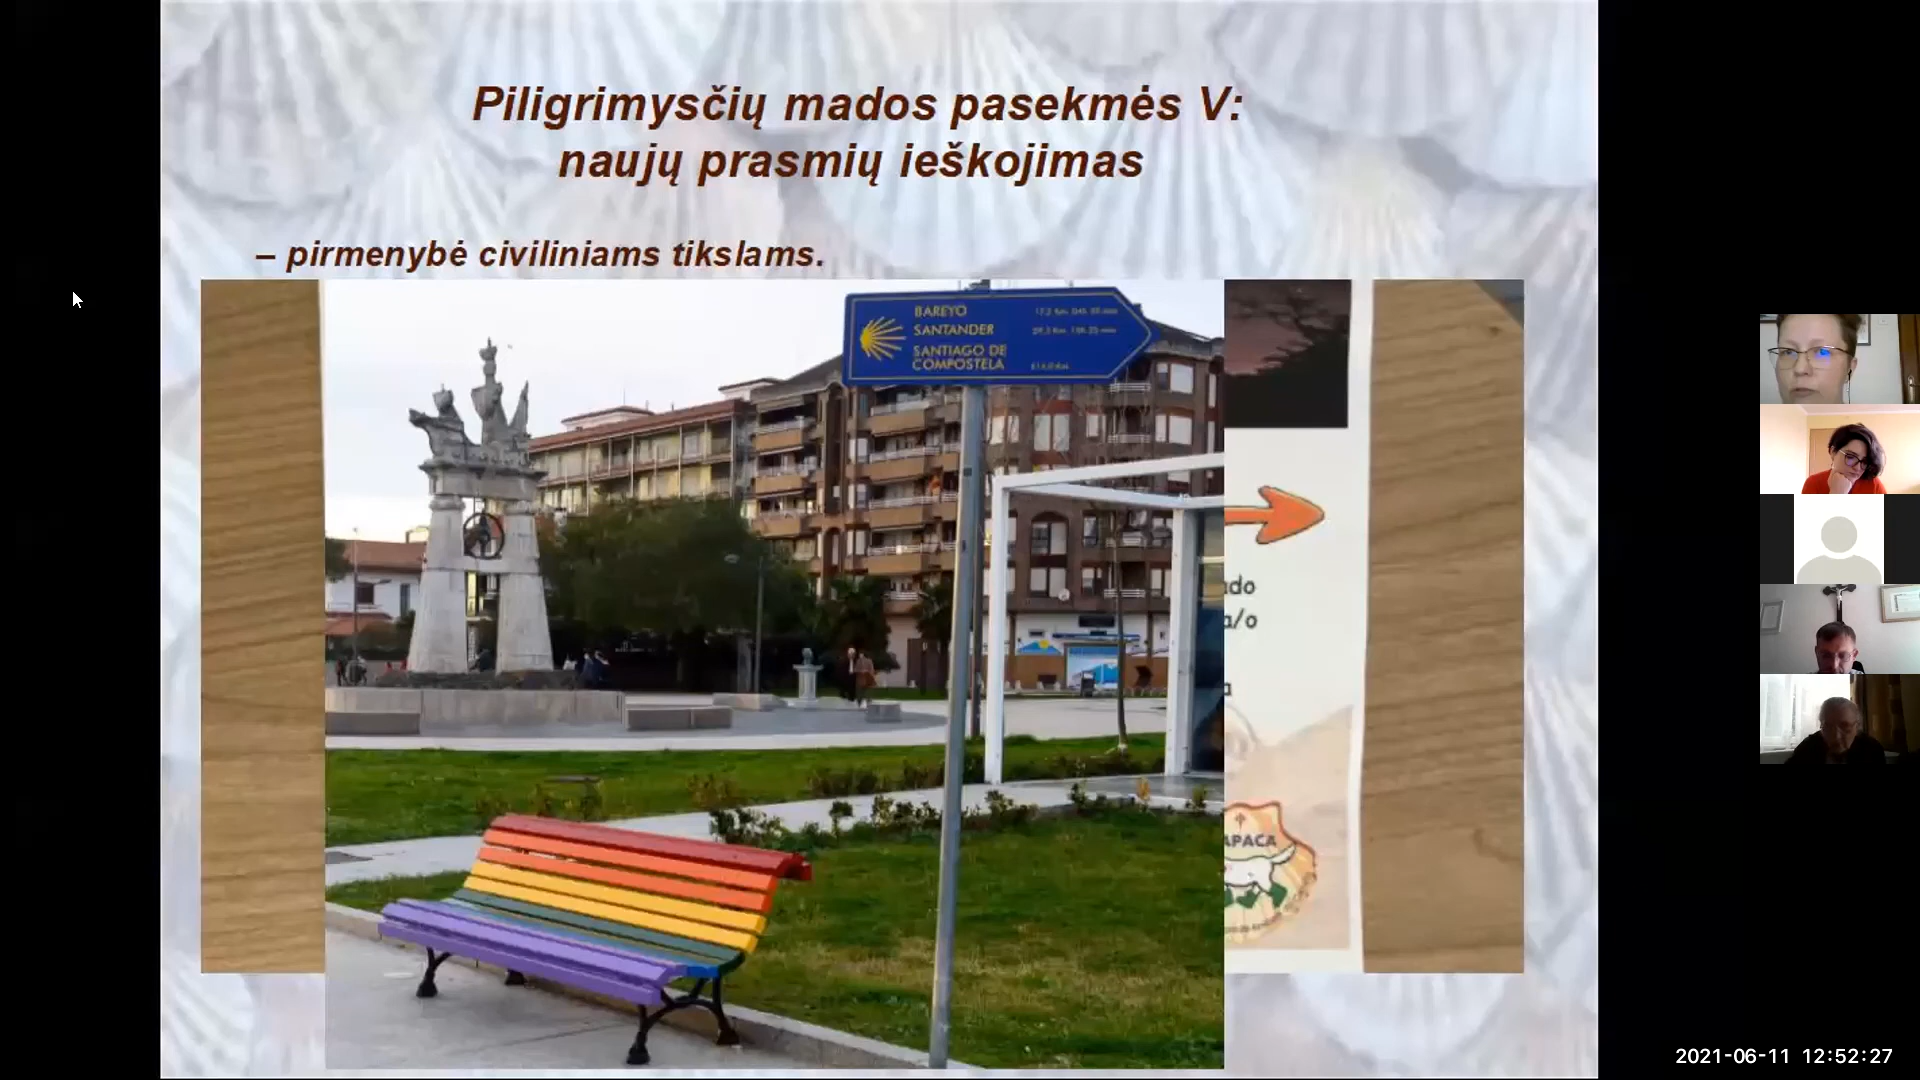 Piligrimysčių mados pasekmės V:
naujų prasmių ieškojimas
– pirmenybė civiliniams tikslams.
BAREYO
SANTANDER
SANTIAGO DE
COMPOSTELA
ado
a/o
a
APACA
2021-06-11 12:52:27